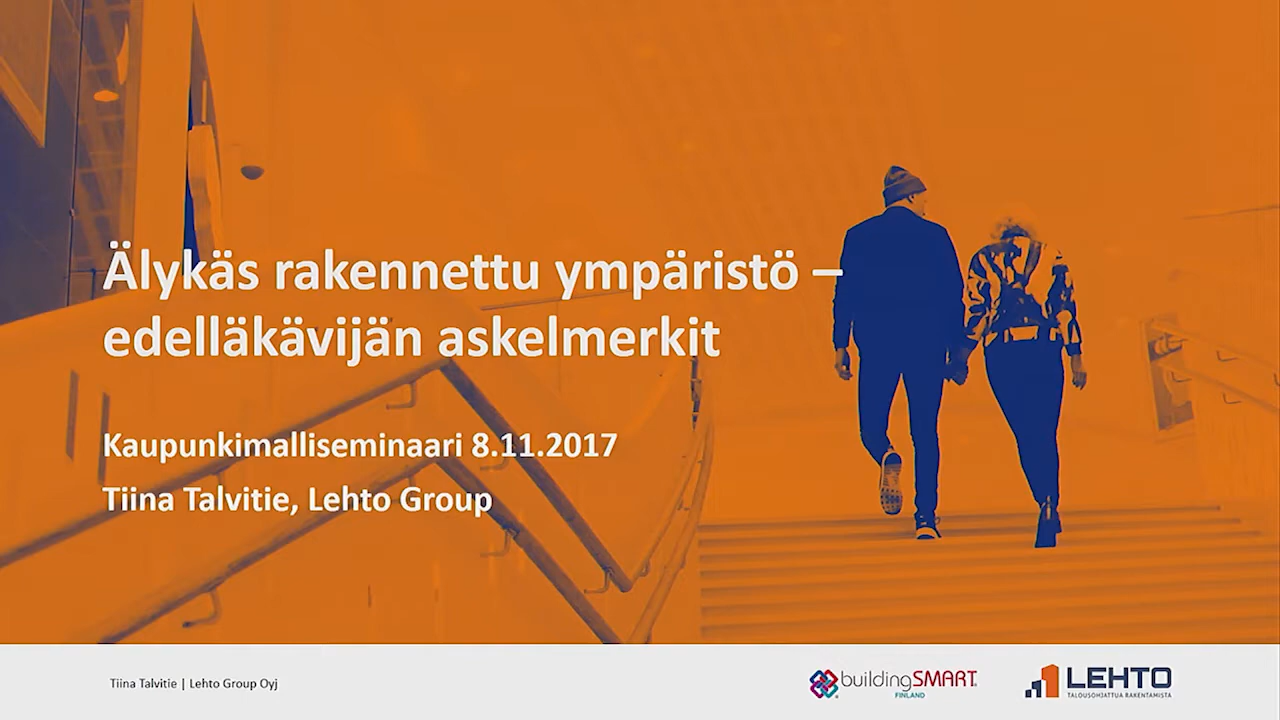 Älykäs rakennettu ympäristö –
edelläkävijän askelmerkit
Kaupunkimalliseminaari 8.11.2017
Tiina Talvitie, Lehto Group
Tiina Talvitie | Lehto Group Oyj
buildingSMART
FINLAND
LEHTO
TALOUSOHJATTUA RAKENTAMISTA